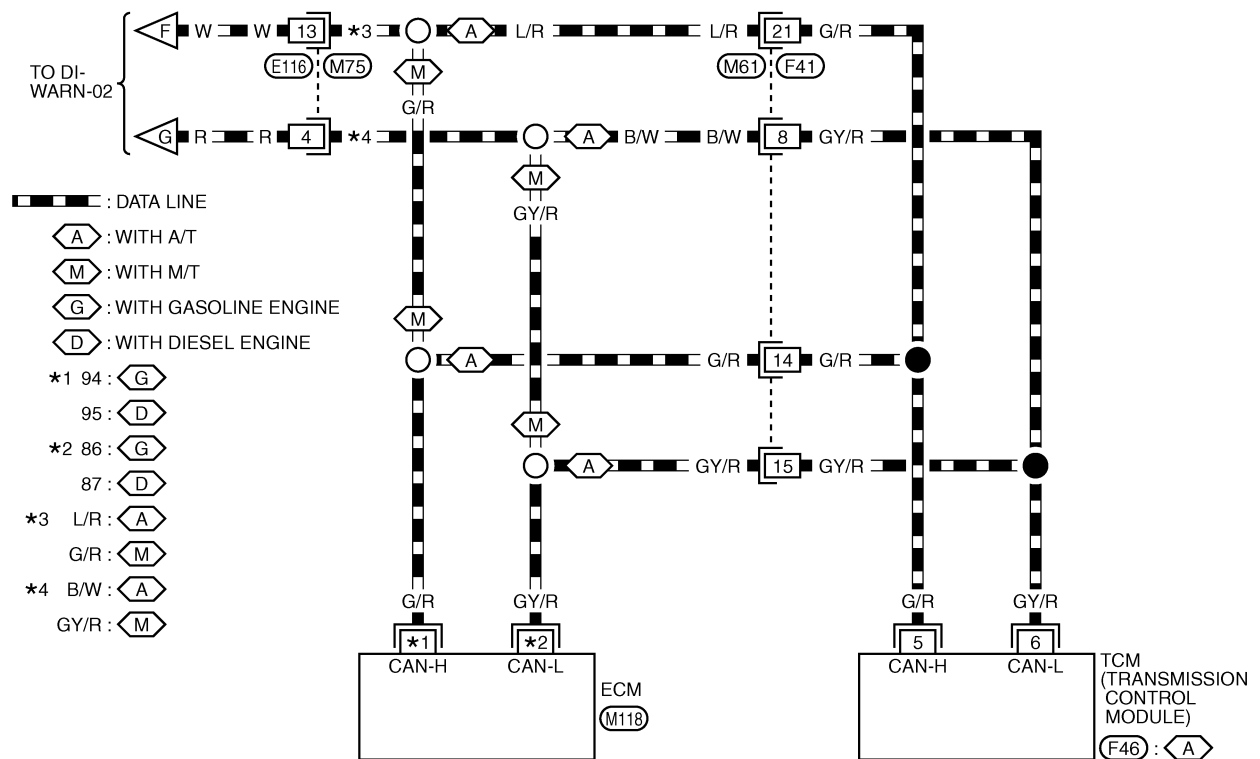 F W W 13 *3 A L/R L/R 21 G/R
E116 M75 M M61 F41
TO DI-
WARN-02
G/R
G R R 4 *4 A B/W B/W 8 GY/R
M
GY/R
: DATA LINE
A : WITH A/T
M : WITH M/T
G : WITH GASOLINE ENGINE
D : WITH DIESEL ENGINE
M
A G/R 14 G/R
*1 94 : G
95 : D
M
*2 86 : G
A GY/R 15 GY/R
87 : D
*3 L/R : A
G/R : M
*4 B/W : A
GY/R : M
G/R GY/R G/R GY/R
*1 *2 5 6
CAN-H CAN-L CAN-H CAN-L
ECM
M118
TCM
(TRANSMISSION
CONTROL
MODULE)
F46 : A